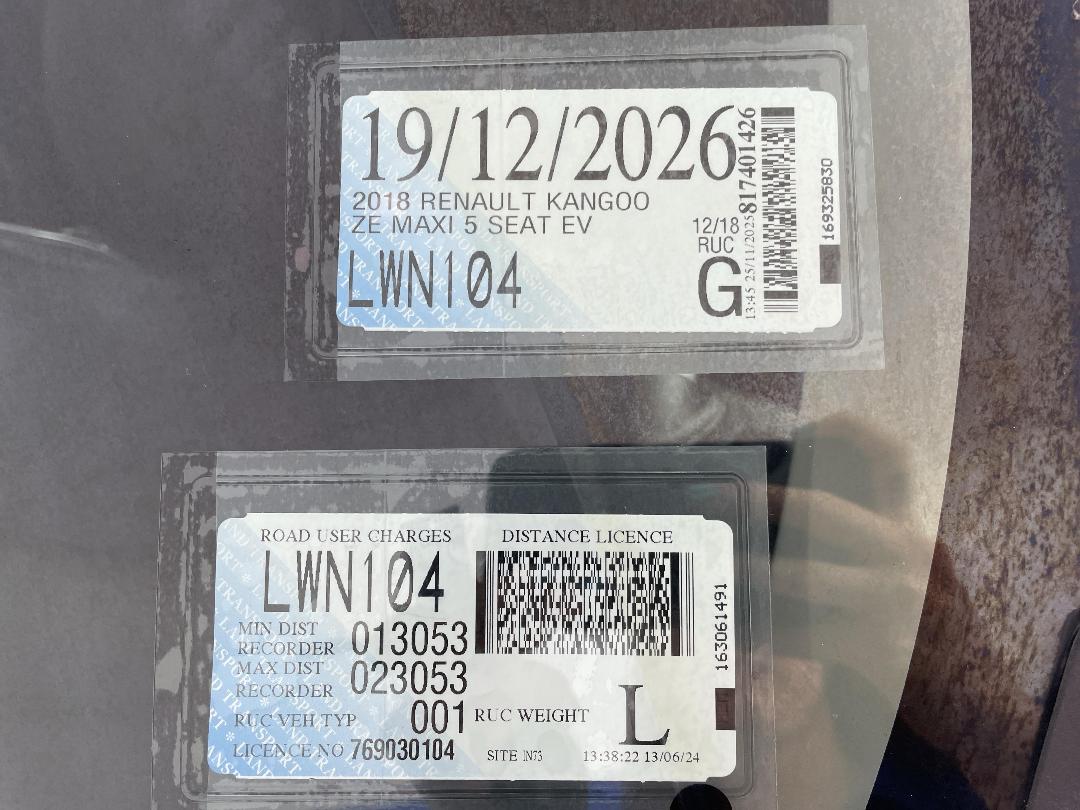 19/12/2026
2018 RENAULT KANGOO
ZE MAXI 5 SEAT EV
12/18
RUC
LWN104
G
13:45 25/11/2025 817401426
169325830
ROAD USER CHARGES
DISTANCE LICENCE
LWN104
MIN DIST
RECORDER 013053
MAX DIST
RECORDER 023053
RUC VEH TYP 001
RUC WEIGHT L
LICENCE NO 769030104
SITE IN73
13:38:22 13/06/24
163061491